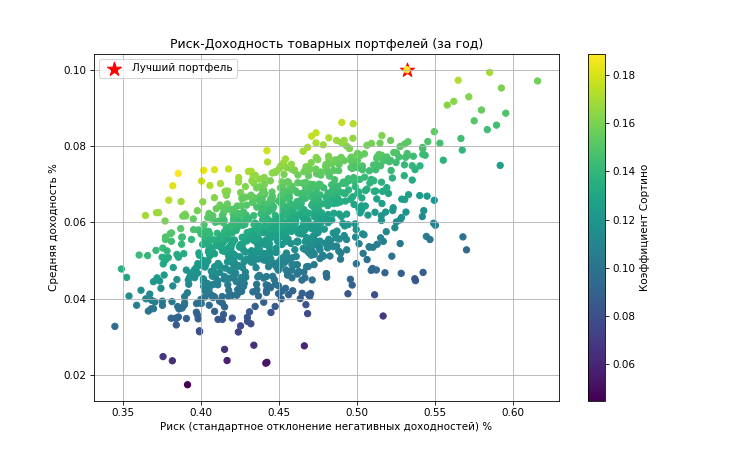 Риск-Доходность товарных портфелей (за год)
Лучший портфель
Средняя доходность %
0.10
0.08
0.06
0.04
0.02
0.35 0.40 0.45 0.50 0.55 0.60
Риск (стандартное отклонение негативных доходностей) %
0.18
0.16
0.14
0.12
0.10
0.08
0.06
Коэффициент Сортино